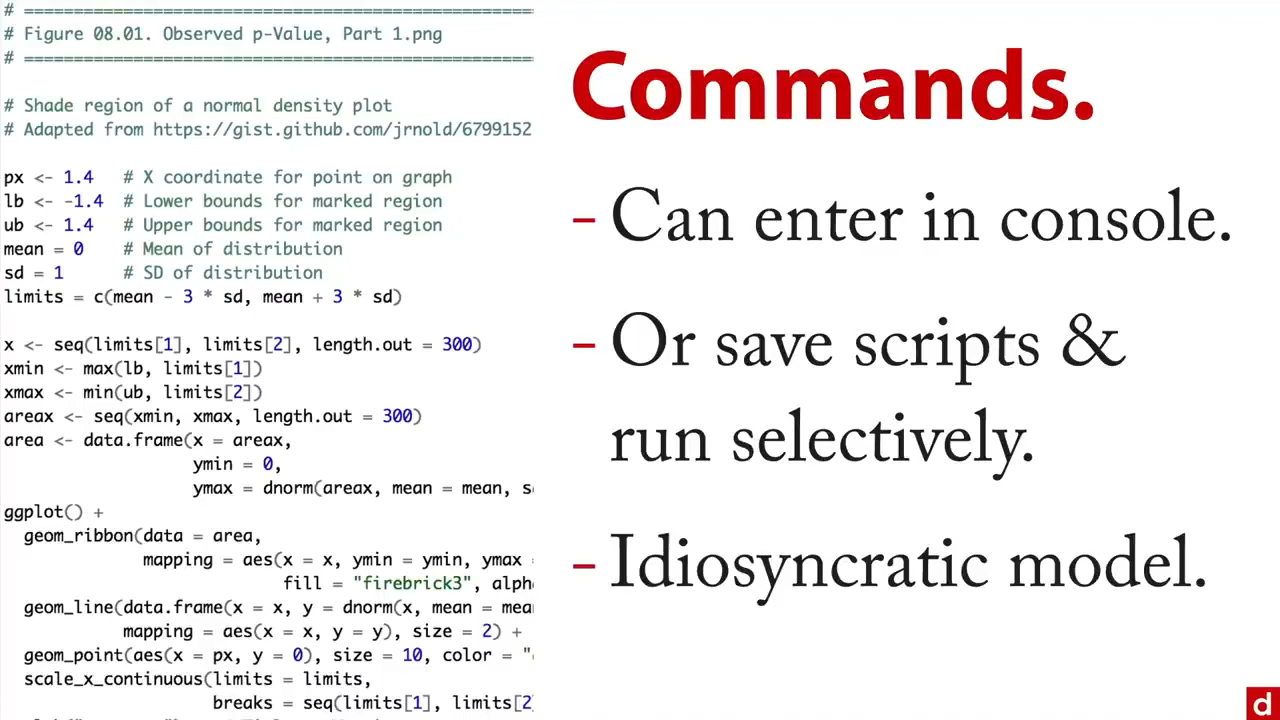 # ====================================================
# Figure 08.01. Observed p-Value, Part 1.png
# ====================================================
# Shade region of a normal density plot
# Adapted from https://gist.github.com/jrnold/6799152
px <- 1.4   # X coordinate for point on graph
lb <- -1.4  # Lower bounds for marked region
ub <- 1.4   # Upper bounds for marked region
mean = 0    # Mean of distribution
sd = 1      # SD of distribution
limits = c(mean - 3 * sd, mean + 3 * sd)
x <- seq(limits[1], limits[2], length.out = 300)
xmin <- max(lb, limits[1])
xmax <- min(ub, limits[2])
areax <- seq(xmin, xmax, length.out = 300)
area <- data.frame(x = areax,
                   ymin = 0,
                   ymax = dnorm(areax, mean = mean, s
ggplot() +
  geom_ribbon(data = area,
              mapping = aes(x = x, ymin = ymin, ymax =
                            fill = "firebrick3", alph
  geom_line(data.frame(x = x, y = dnorm(x, mean = mea
            mapping = aes(x = x, y = y), size = 2) +
  geom_point(aes(x = px, y = 0), size = 10, color = "
  scale_x_continuous(limits = limits,
                     breaks = seq(limits[1], limits[2]
Commands.
– Can enter in console.
– Or save scripts &
run selectively.
– Idiosyncratic model.
d